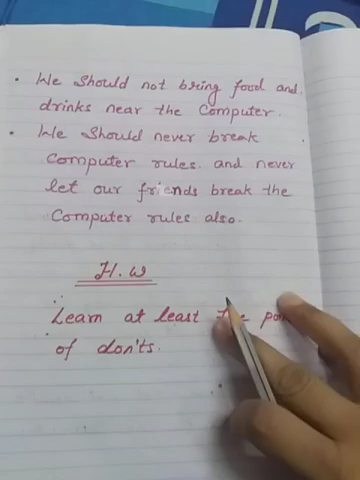 • We Should not bring food and
drinks near the Computer.
• We Should never break
Computer rules. and never
let our friends break the
Computer rules also.
H.W
Learn at least the
of don'ts.